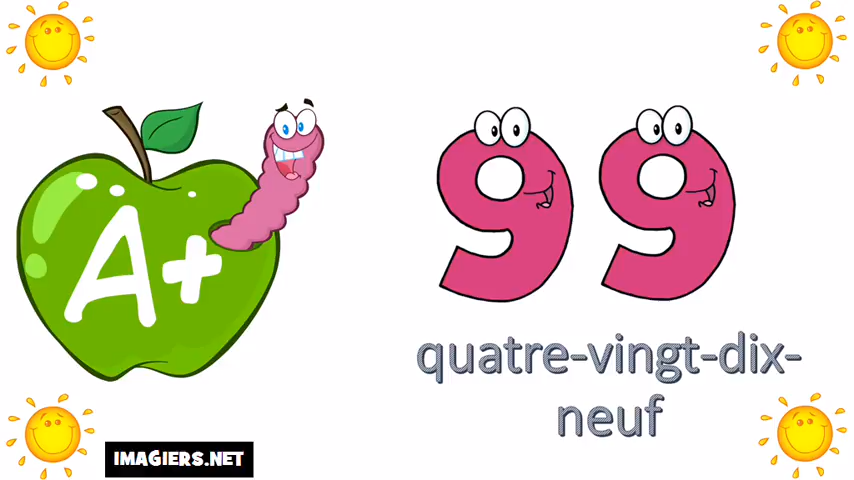 A+
99
quatre-vingt-dix-
neuf
IMAGIERS.NET